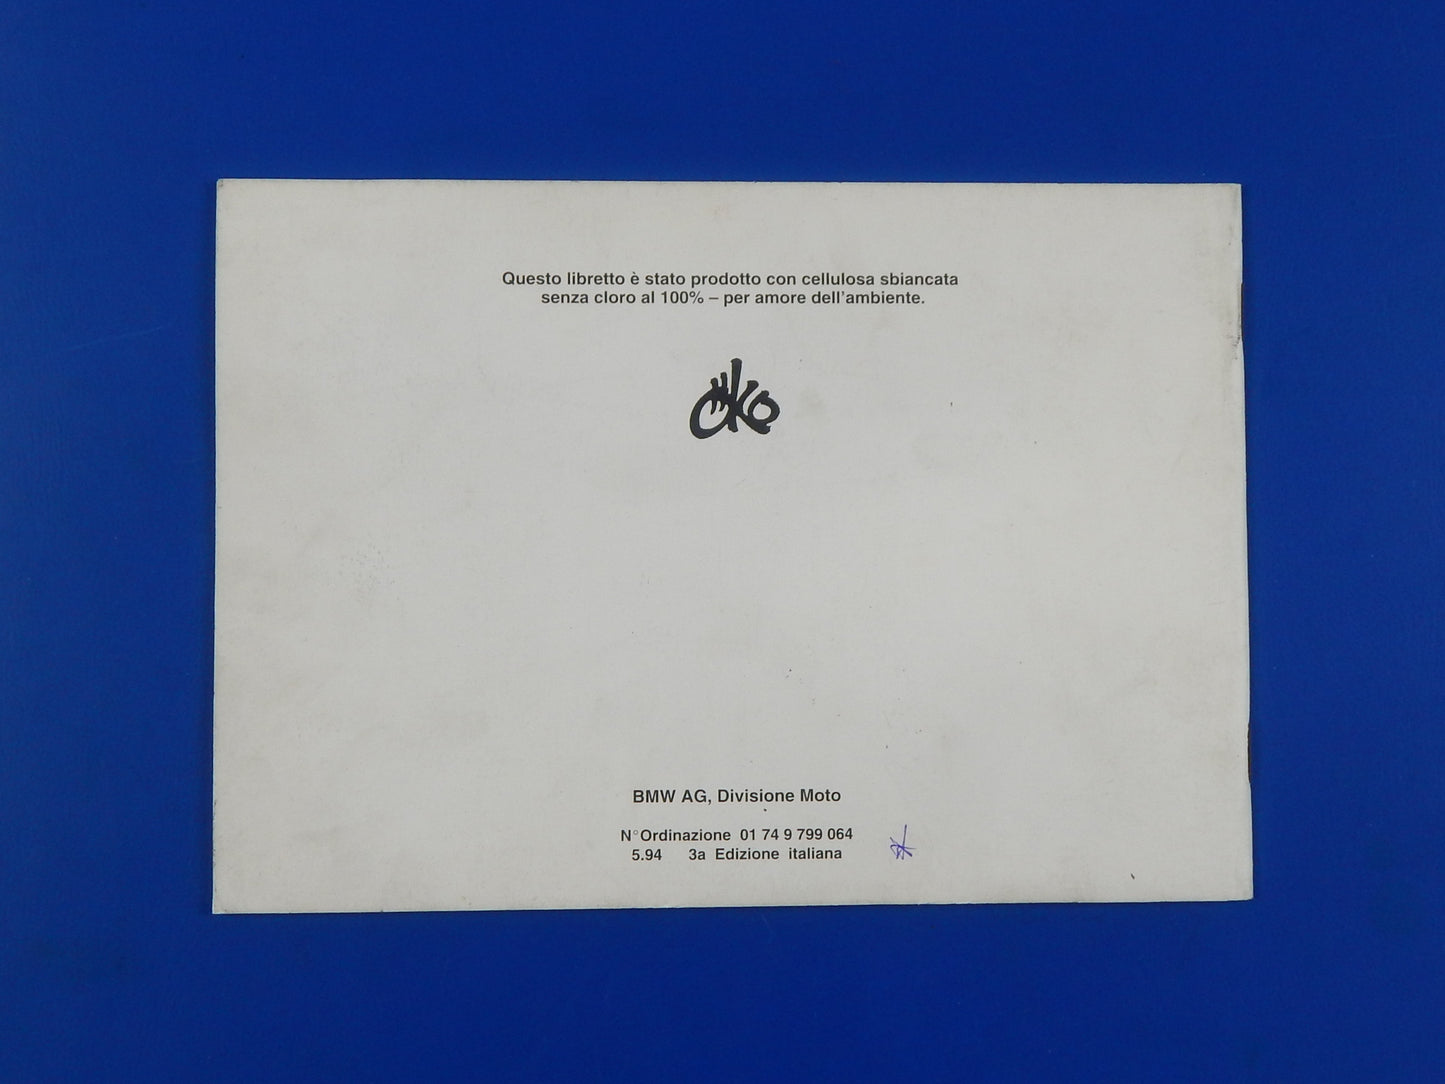 Questo libretto è stato prodotto con cellulosa sbiancata
senza cloro al 100% – per amore dell'ambiente.
öko
BMW AG, Divisione Moto
N° Ordinazione 01 74 9 799 064
5.94 3a Edizione italiana